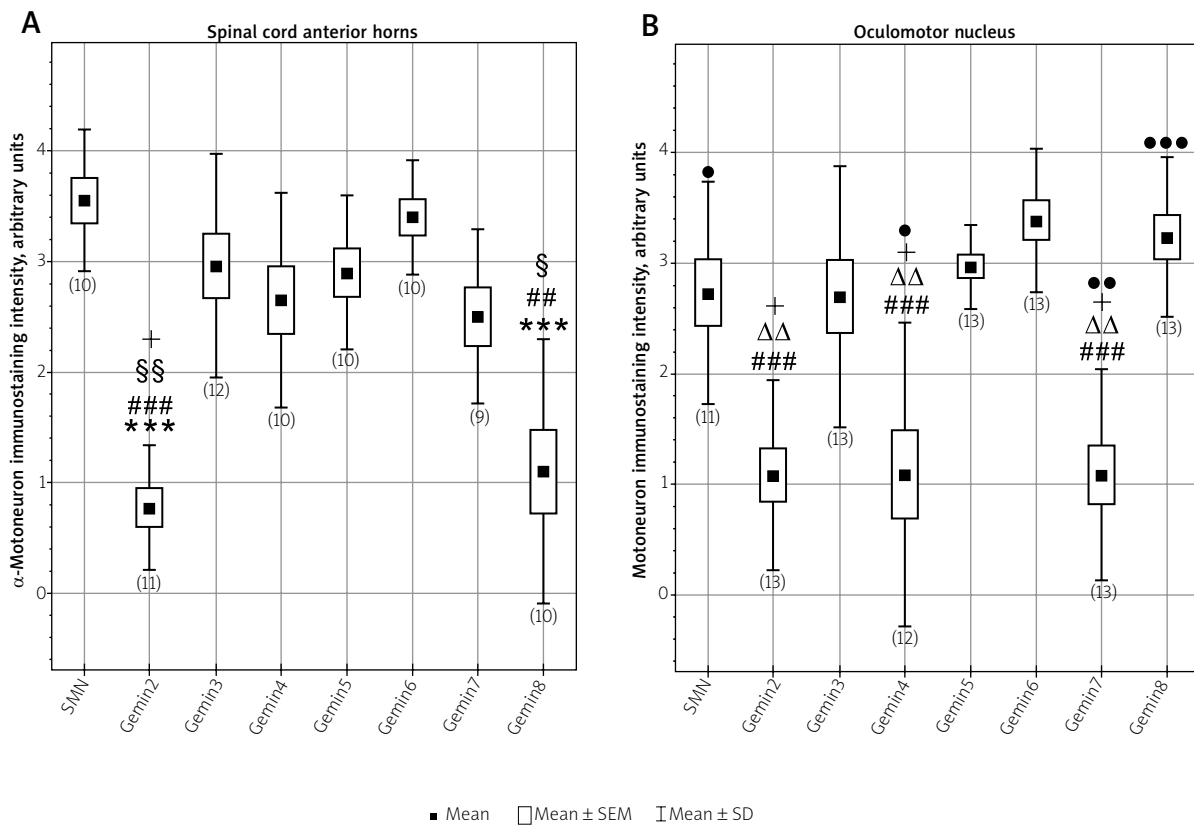 A
Spinal cord anterior horns
α-Motoneuron immunostaining intensity, arbitrary units
4
3
2
1
0
(10)
+
§§
###
***
(11)
(12)
(10)
(10)
(10)
(9)
§
##
***
(10)
SMN
Gemin2
Gemin3
Gemin4
Gemin5
Gemin6
Gemin7
Gemin8
B
Oculomotor nucleus
Motoneuron immunostaining intensity, arbitrary units
4
3
2
1
0
●
(11)
+
ΔΔ
###
(13)
(13)
●
+
ΔΔ
###
(12)
(13)
(13)
●●
+
ΔΔ
###
(13)
●●●
(13)
SMN
Gemin2
Gemin3
Gemin4
Gemin5
Gemin6
Gemin7
Gemin8
Mean Mean ± SEM Mean ± SD